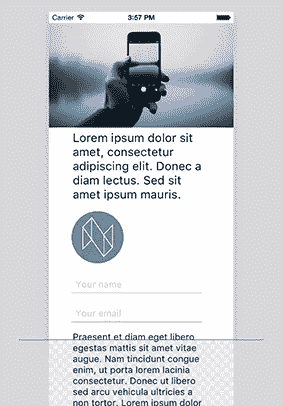 Carrier 3:57 PM
Lorem ipsum dolor sit
amet, consectetur
adipiscing elit. Donec a
diam lectus. Sed sit
amet ipsum mauris.
Your name
Your email
Praesent et diam eget libero
egestas mattis sit amet vitae
augue. Nam tincidunt congue
enim, ut porta lorem lacinia
consectetur. Donec ut libero
sed arcu vehicula ultricies a
non tortor. Lorem ipsum dolor